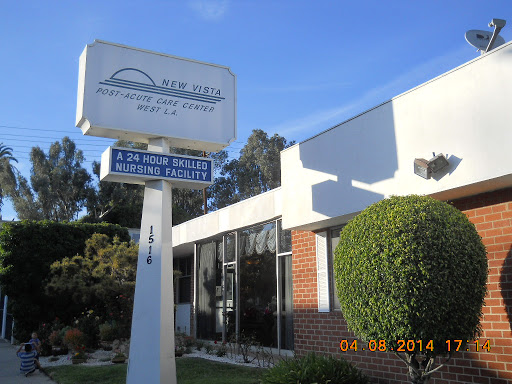 NEW VISTA
POST-ACUTE CARE CENTER
WEST L.A.
A 24 HOUR SKILLED
NURSING FACILITY
1516
04.08.2014 17:14